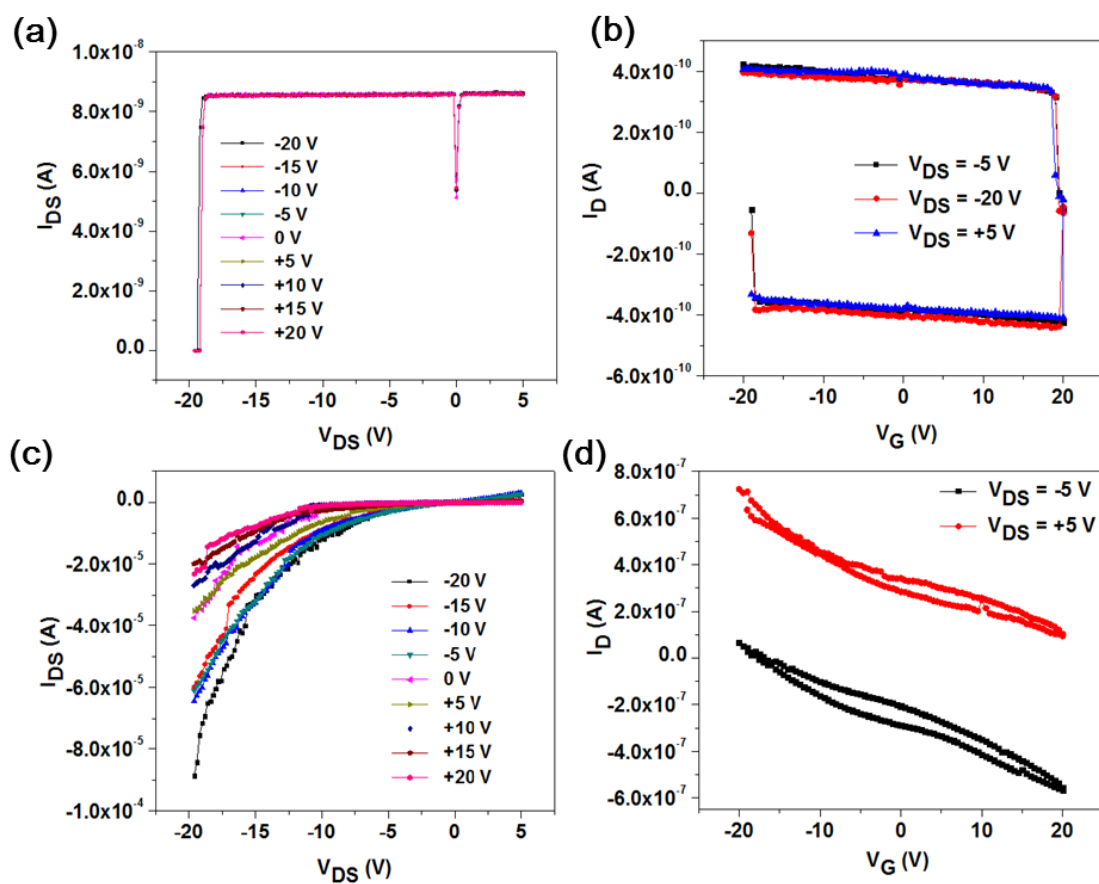 (a)
1.0x10⁻⁸
8.0x10⁻⁹
6.0x10⁻⁹
4.0x10⁻⁹
2.0x10⁻⁹
0.0
I_DS (A)
-20 V
-15 V
-10 V
-5 V
0 V
+5 V
+10 V
+15 V
+20 V
-20 -15 -10 -5 0 5
V_DS (V)
(b)
4.0x10⁻¹⁰
2.0x10⁻¹⁰
0.0
-2.0x10⁻¹⁰
-4.0x10⁻¹⁰
-6.0x10⁻¹⁰
I_D (A)
V_DS = -5 V
V_DS = -20 V
V_DS = +5 V
-20 -10 0 10 20
V_G (V)
(c)
0.0
-2.0x10⁻⁵
-4.0x10⁻⁵
-6.0x10⁻⁵
-8.0x10⁻⁵
-1.0x10⁻⁴
I_DS (A)
-20 V
-15 V
-10 V
-5 V
0 V
+5 V
+10 V
+15 V
+20 V
-20 -15 -10 -5 0 5
V_DS (V)
(d)
8.0x10⁻⁷
6.0x10⁻⁷
4.0x10⁻⁷
2.0x10⁻⁷
0.0
-2.0x10⁻⁷
-4.0x10⁻⁷
-6.0x10⁻⁷
I_D (A)
V_DS = -5 V
V_DS = +5 V
-20 -10 0 10 20
V_G (V)